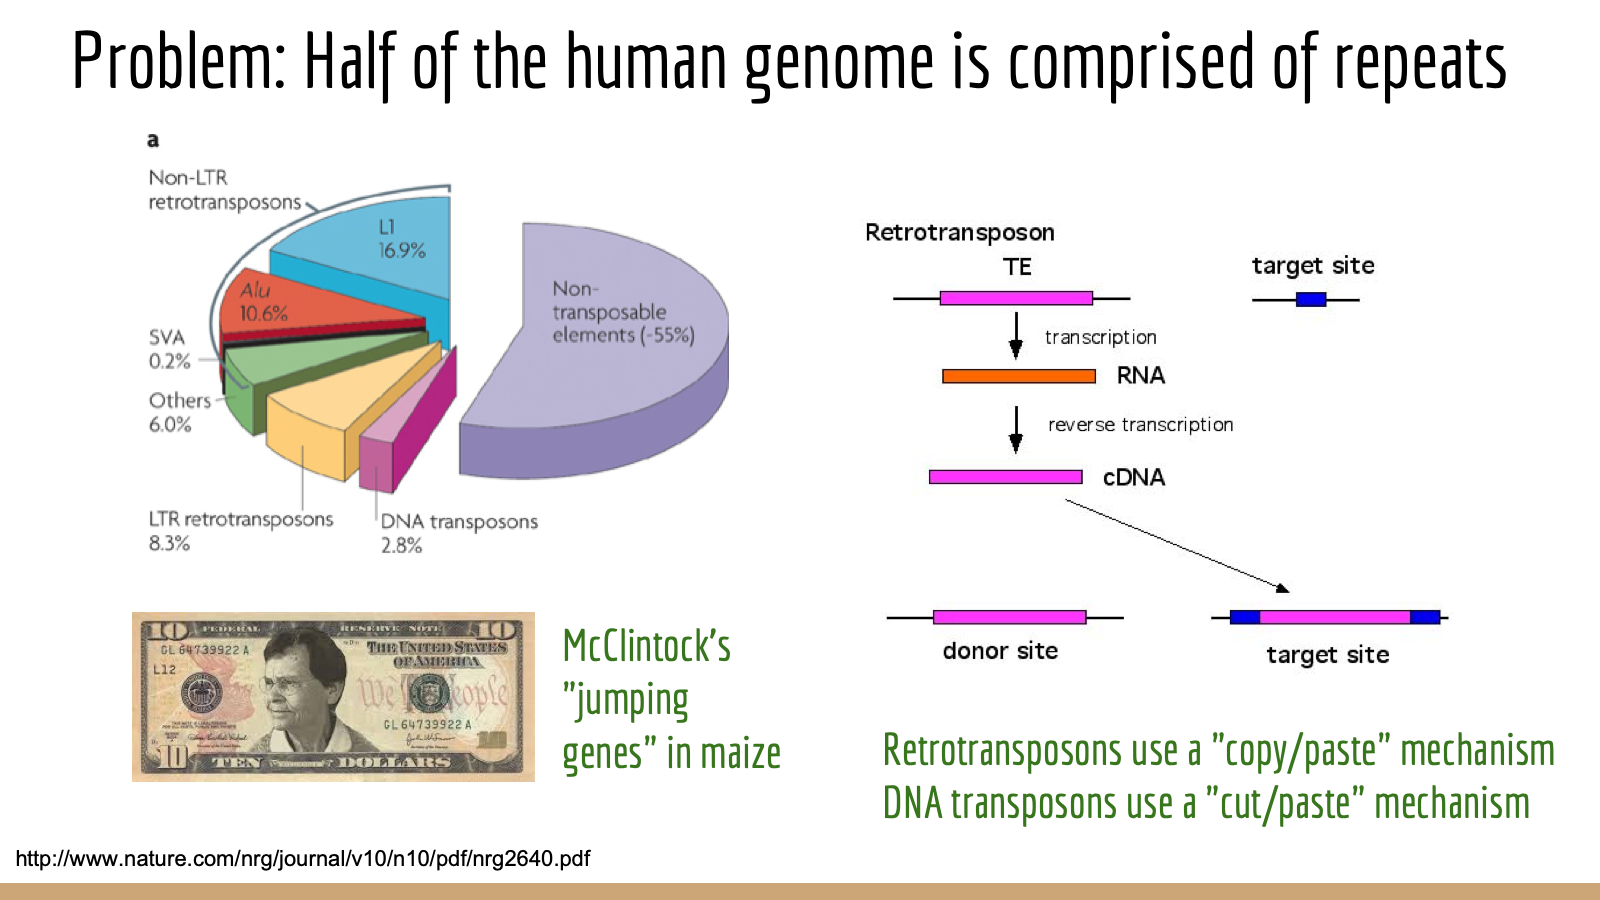 Problem: Half of the human genome is comprised of repeats
a
Non-LTR
retrotransposons
L1
16.9%
Alu
10.6%
SVA
0.2%
Others
6.0%
LTR retrotransposons
8.3%
DNA transposons
2.8%
Non-
transposable
elements (-55%)
Retrotransposon
TE
target site
transcription
RNA
reverse transcription
cDNA
donor site
target site
10 FEDERAL RESERVE NOTE 10
GL 64739922 A
THE UNITED STATES
OF AMERICA
L12
We eople
GL 64739922 A
10
10
TEN DOLLARS
McClintock's
"jumping
genes" in maize
Retrotransposons use a "copy/paste" mechanism
DNA transposons use a "cut/paste" mechanism
http://www.nature.com/nrg/journal/v10/n10/pdf/nrg2640.pdf